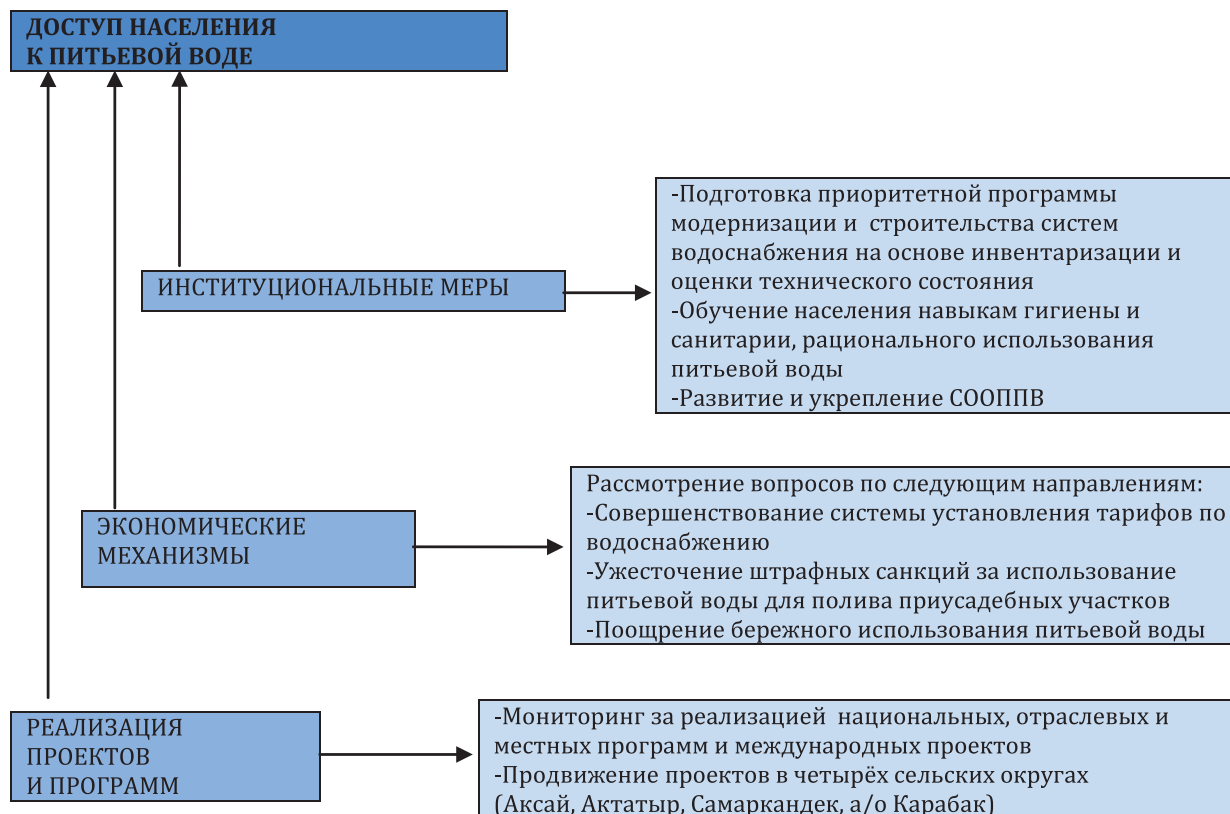 ДОСТУП НАСЕЛЕНИЯ
К ПИТЬЕВОЙ ВОДЕ
ИНСТИТУЦИОНАЛЬНЫЕ МЕРЫ
-Подготовка приоритетной программы
модернизации и строительства систем
водоснабжения на основе инвентаризации и
оценки технического состояния
-Обучение населения навыкам гигиены и
санитарии, рационального использования
питьевой воды
-Развитие и укрепление СООППВ
ЭКОНОМИЧЕСКИЕ
МЕХАНИЗМЫ
Рассмотрение вопросов по следующим направлениям:
-Совершенствование системы установления тарифов по
водоснабжению
-Ужесточение штрафных санкций за использование
питьевой воды для полива приусадебных участков
-Поощрение бережного использования питьевой воды
РЕАЛИЗАЦИЯ
ПРОЕКТОВ
И ПРОГРАММ
-Мониторинг за реализацией национальных, отраслевых и
местных программ и международных проектов
-Продвижение проектов в четырёх сельских округах
(Аксай, Актатыр, Самаркандек, а/о Карабак)